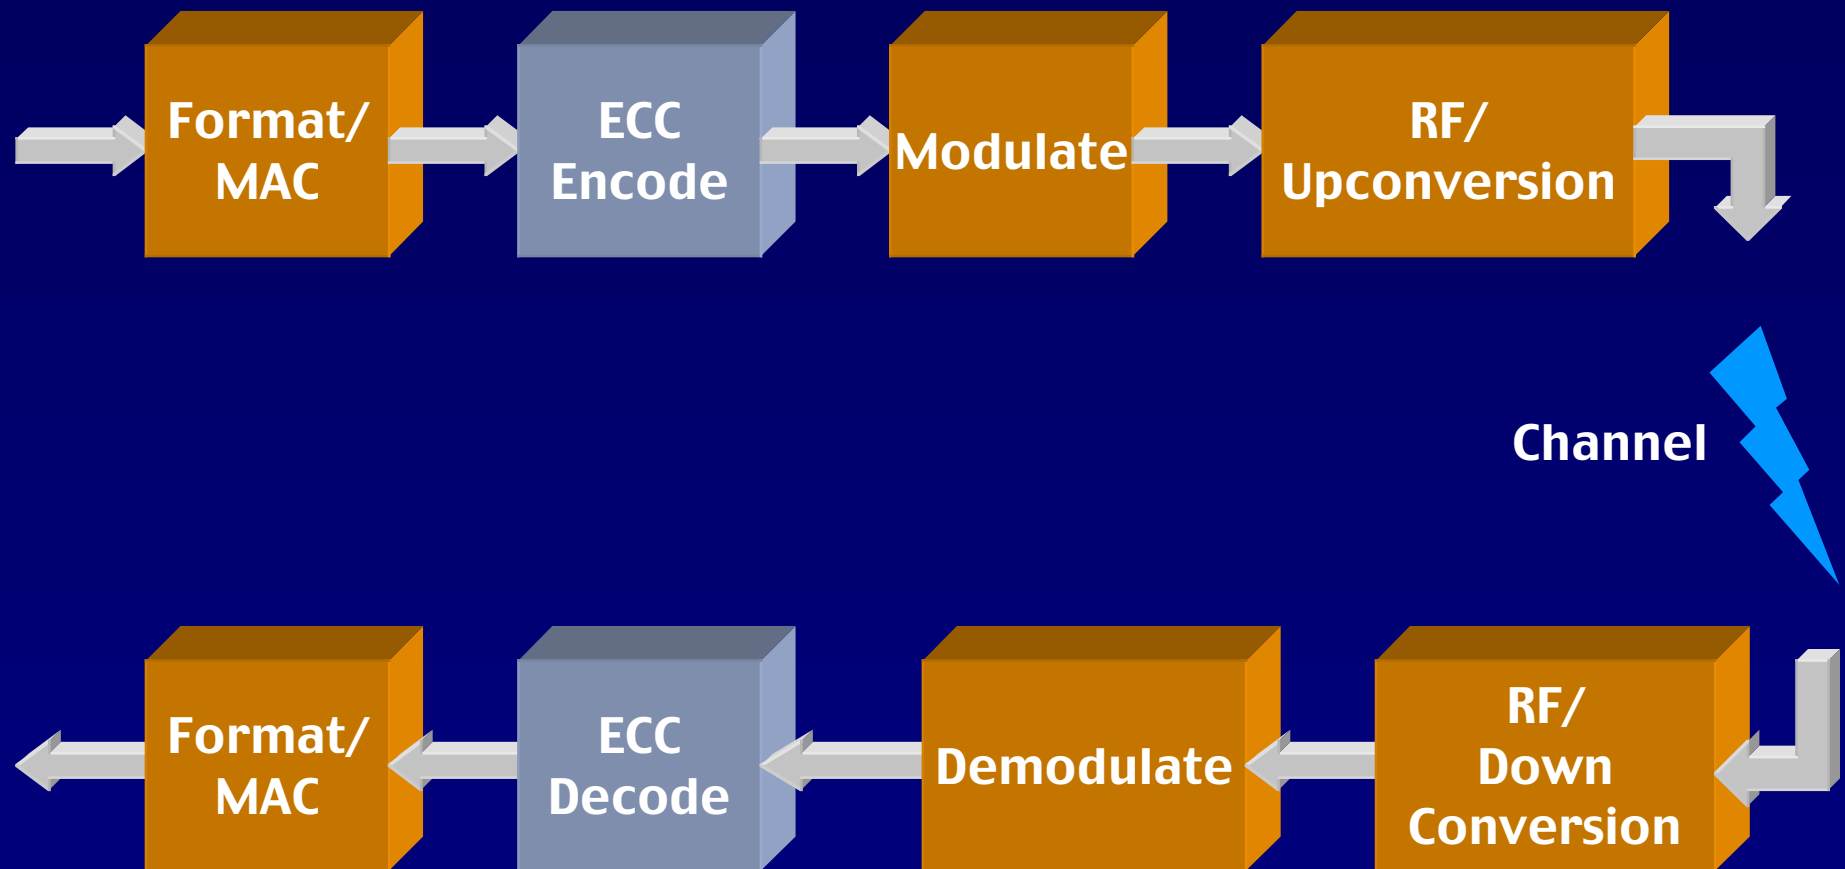 Format/
MAC
ECC
Encode
Modulate
RF/
Upconversion
Channel
Format/
MAC
ECC
Decode
Demodulate
RF/
Down
Conversion